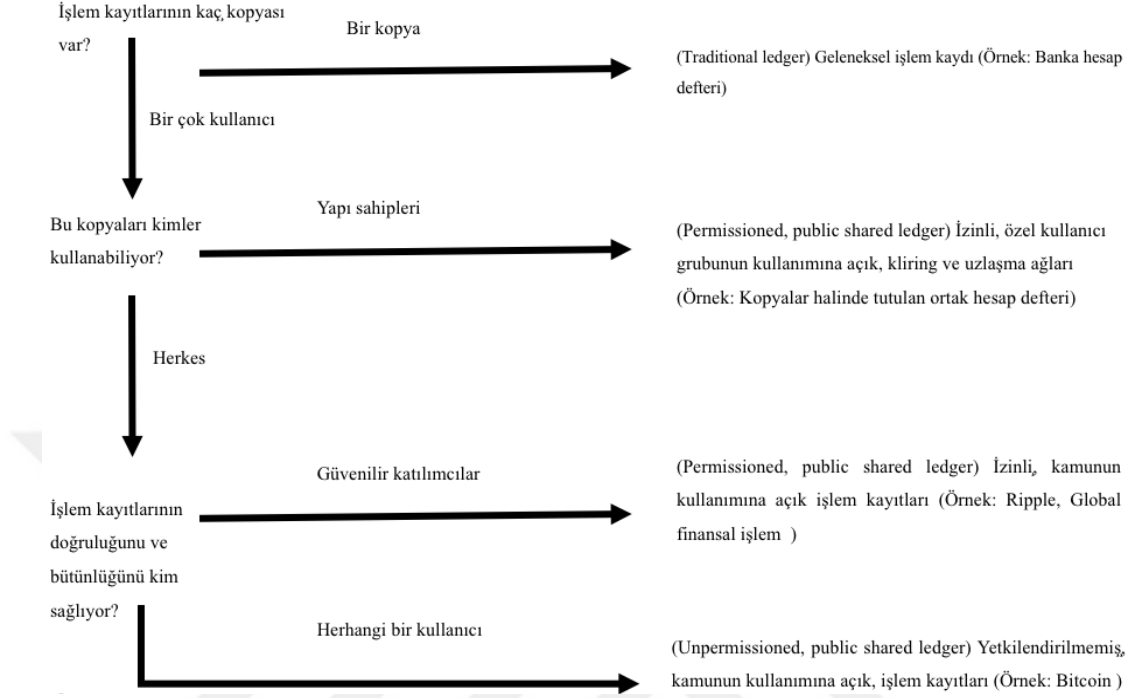 İşlem kayıtlarının kaç kopyası
var?
Bir kopya
(Traditional ledger) Geleneksel işlem kaydı (Örnek: Banka hesap
defteri)
Bir çok kullanıcı
Bu kopyaları kimler
kullanabiliyor?
Yapı sahipleri
(Permissioned, public shared ledger) İzinli, özel kullanıcı
grubunun kullanımına açık, kliring ve uzlaşma ağları
(Örnek: Kopyalar halinde tutulan ortak hesap defteri)
Herkes
İşlem kayıtlarının
doğruluğunu ve
bütünlüğünü kim
sağlıyor?
Güvenilir katılımcılar
(Permissioned, public shared ledger) İzinli, kamunun
kullanımına açık işlem kayıtları (Örnek: Ripple, Global
finansal işlem )
Herhangi bir kullanıcı
(Unpermissioned, public shared ledger) Yetkilendirilmemiş,
kamunun kullanımına açık, işlem kayıtları (Örnek: Bitcoin )